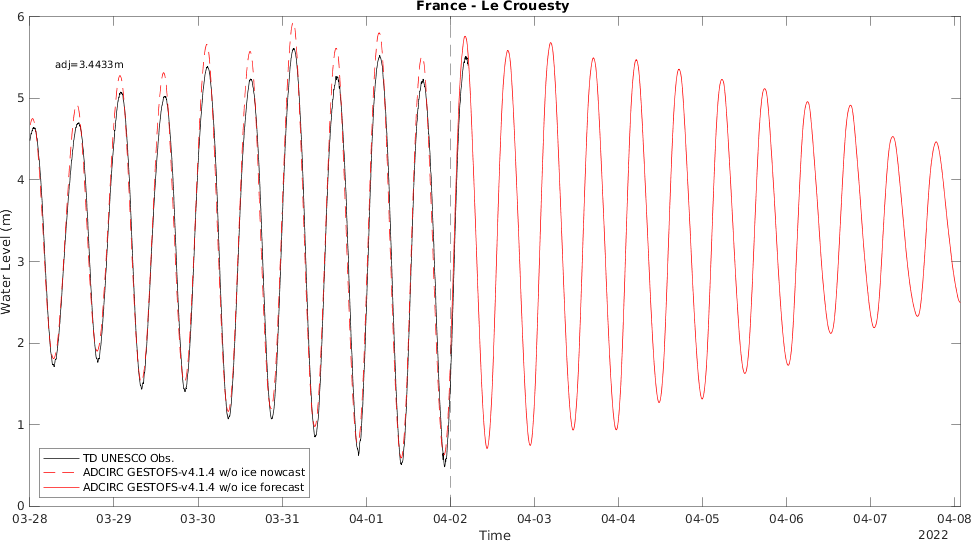 France - Le Crouesty
6
5
4
3
2
1
0
Water Level (m)
adj=3.4433m
TD UNESCO Obs.
ADCIRC GESTOFS-v4.1.4 w/o ice nowcast
ADCIRC GESTOFS-v4.1.4 w/o ice forecast
03-28 03-29 03-30 03-31 04-01 04-02 04-03 04-04 04-05 04-06 04-07 04-08
Time
2022